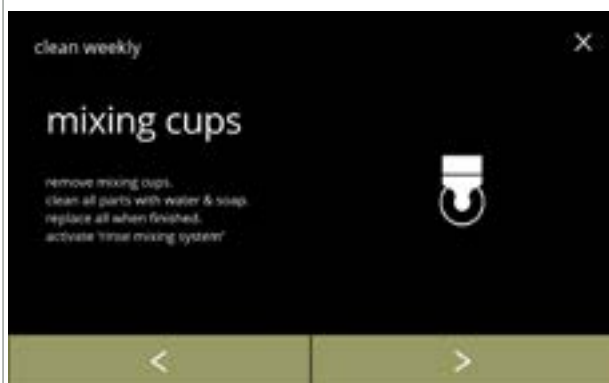 clean weekly
mixing cups
remove mixing cups.
clean all parts with water & soap.
replace all when finished.
activate 'rinse mixing system'